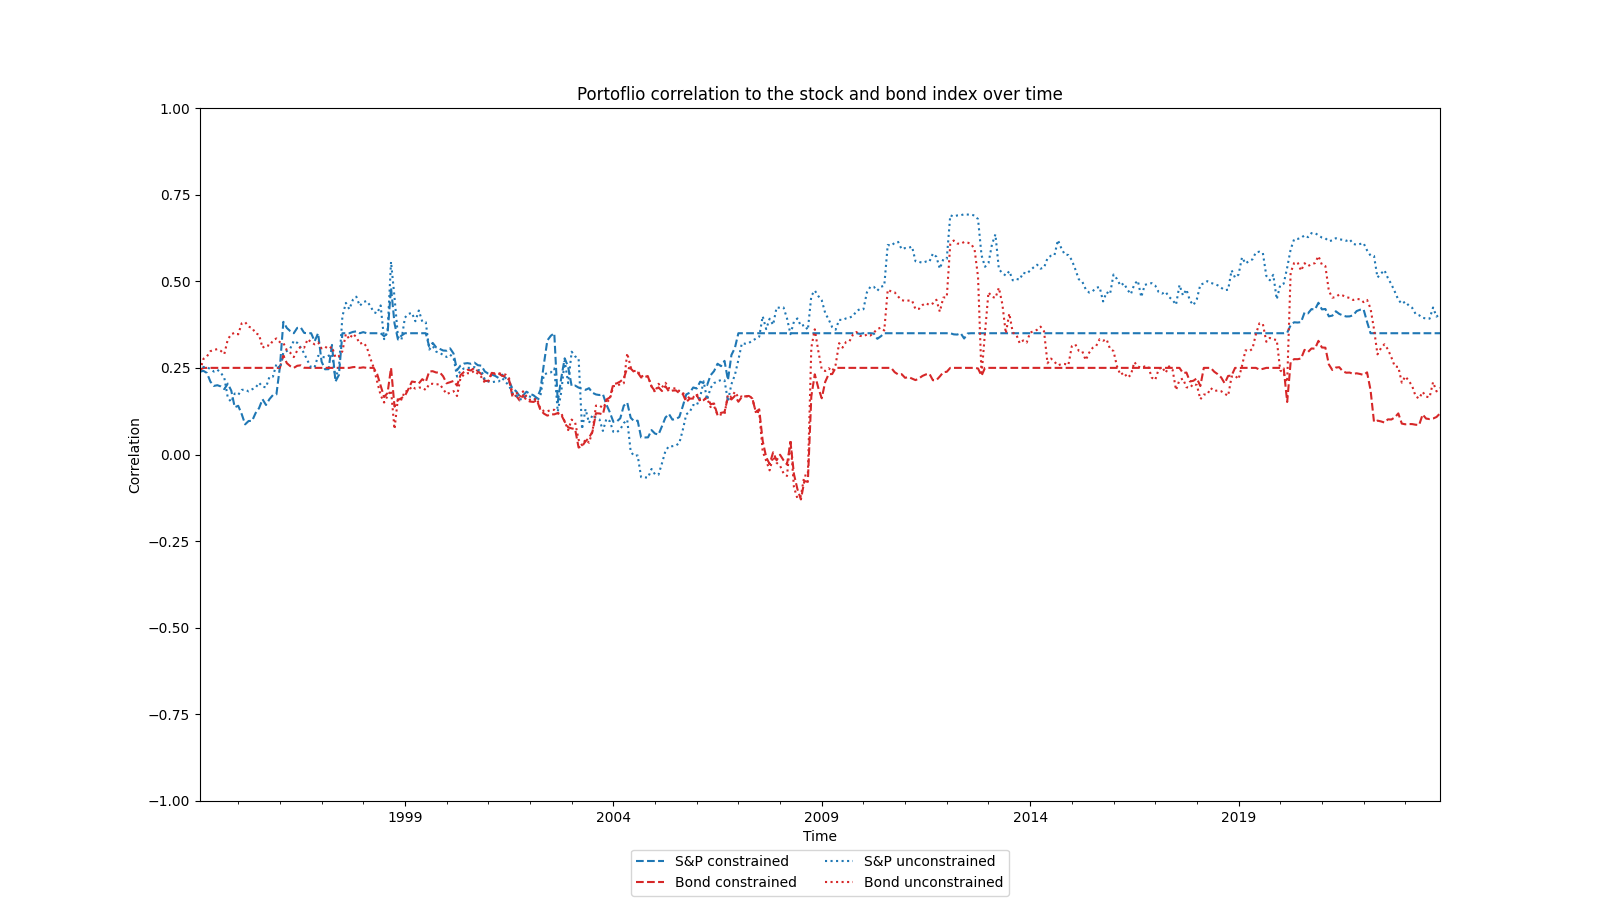 Portoflio correlation to the stock and bond index over time
1.00
0.75
0.50
0.25
0.00
−0.25
−0.50
−0.75
−1.00
Correlation
1999 2004 2009 2014 2019
Time
S&P constrained S&P unconstrained
Bond constrained Bond unconstrained